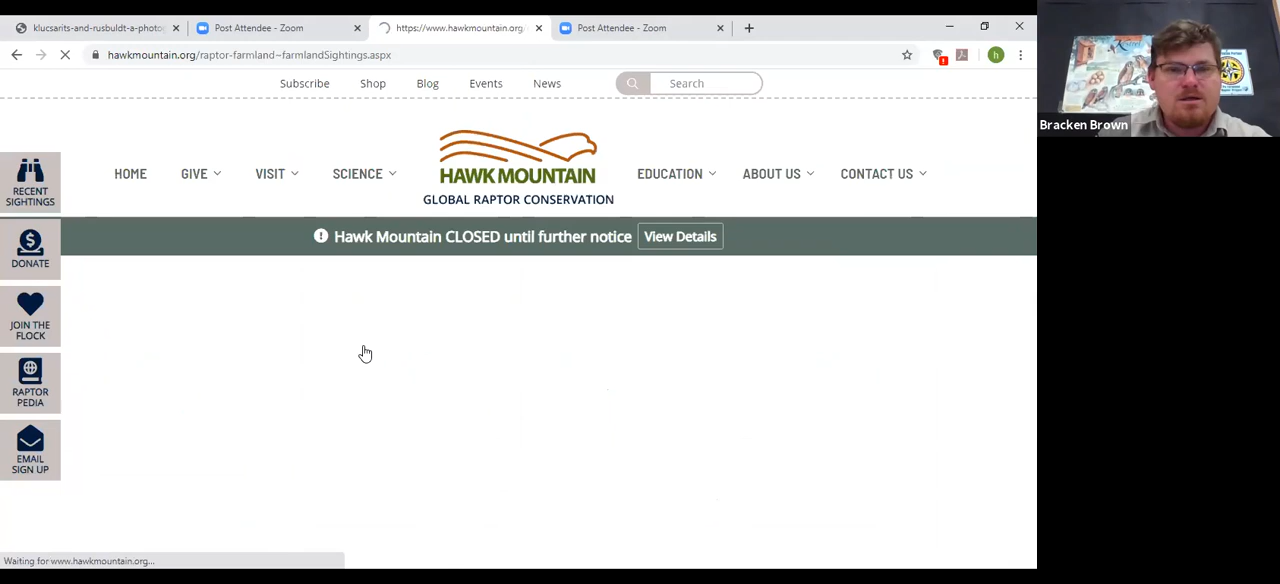 klucsarits-and-rusbuldt-a-photog
Post Attendee - Zoom
https://www.hawkmountain.org/
Post Attendee - Zoom
hawkmountain.org/raptor-farmland~farmlandSightings.aspx
h
Subscribe Shop Blog Events News Search
HOME GIVE VISIT SCIENCE
HAWK MOUNTAIN
GLOBAL RAPTOR CONSERVATION
EDUCATION ABOUT US CONTACT US
Hawk Mountain CLOSED until further notice View Details
RECENT
SIGHTINGS
DONATE
JOIN THE
FLOCK
RAPTOR
PEDIA
EMAIL
SIGN UP
Waiting for www.hawkmountain.org...
Kestrel
Bracken Brown